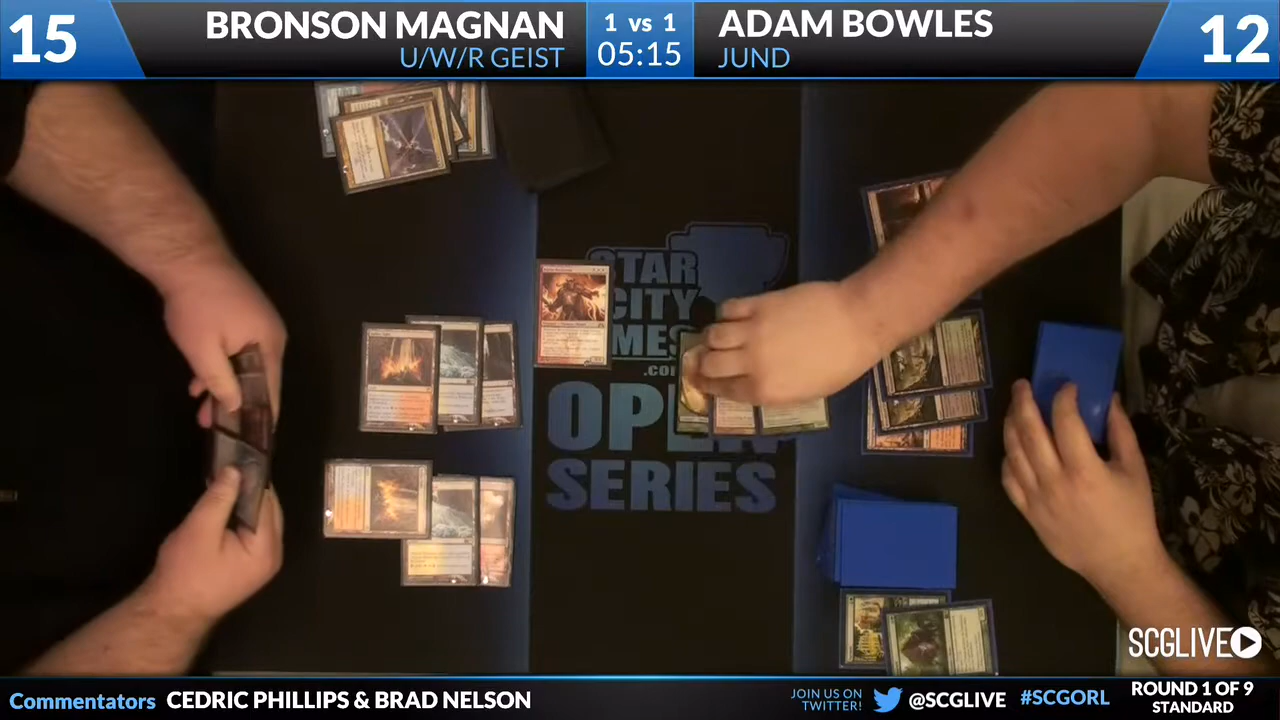 15
BRONSON MAGNAN
U/W/R GEIST
1 vs 1
05:15
ADAM BOWLES
JUND
12
STAR
CITY
GAMES
.COM
OPEN
SERIES
SCGLIVE
Commentators CEDRIC PHILLIPS & BRAD NELSON
JOIN US ON
TWITTER!
@SCGLIVE #SCGORL
ROUND 1 OF 9
STANDARD